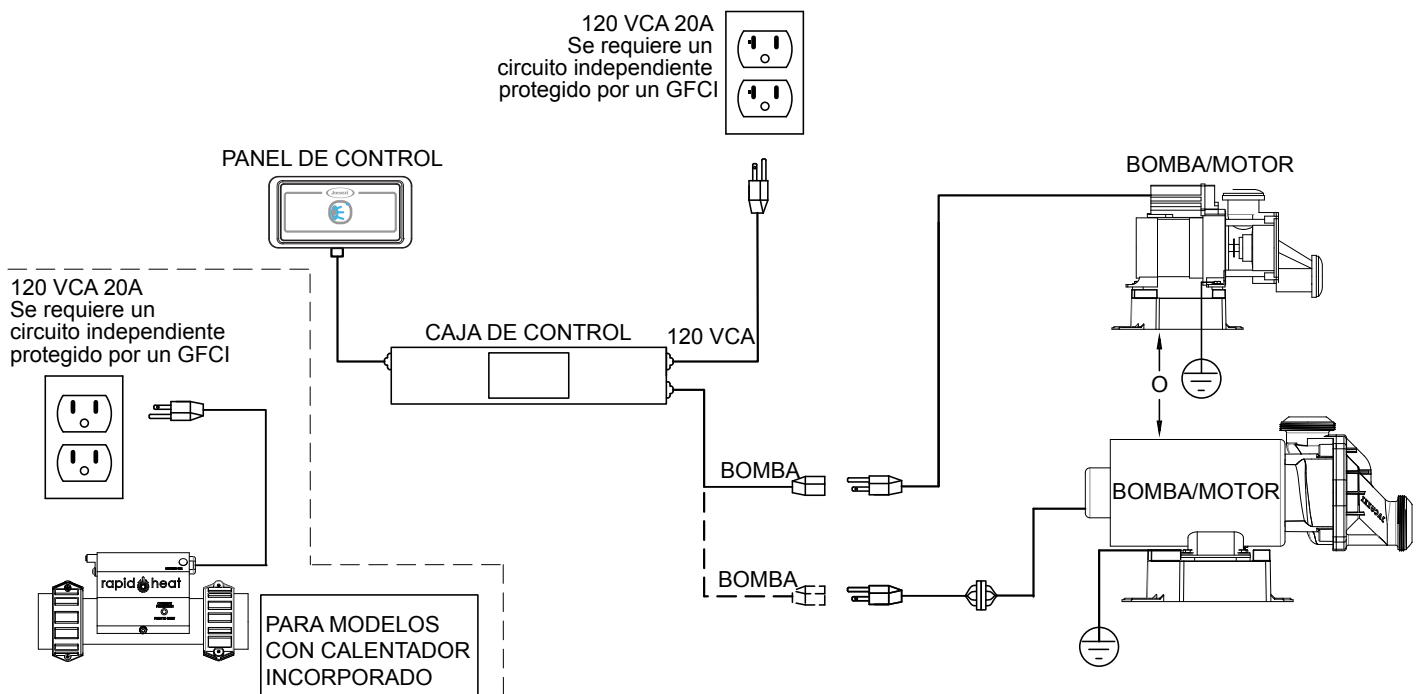 120 VCA 20A
Se requiere un
circuito independiente
protegido por un GFCI
PANEL DE CONTROL
BOMBA/MOTOR
120 VCA 20A
Se requiere un
circuito independiente
protegido por un GFCI
CAJA DE CONTROL
120 VCA
O
BOMBA
BOMBA/MOTOR
BOMBA
rapid heat
PARA MODELOS
CON CALENTADOR
INCORPORADO